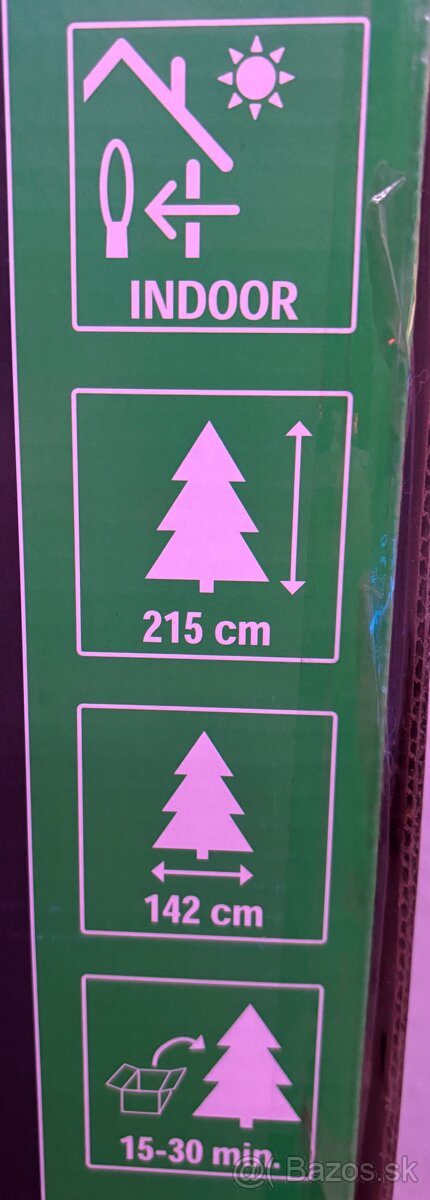 INDOOR
215 cm
142 cm
15-30 min.
Bazos.sk